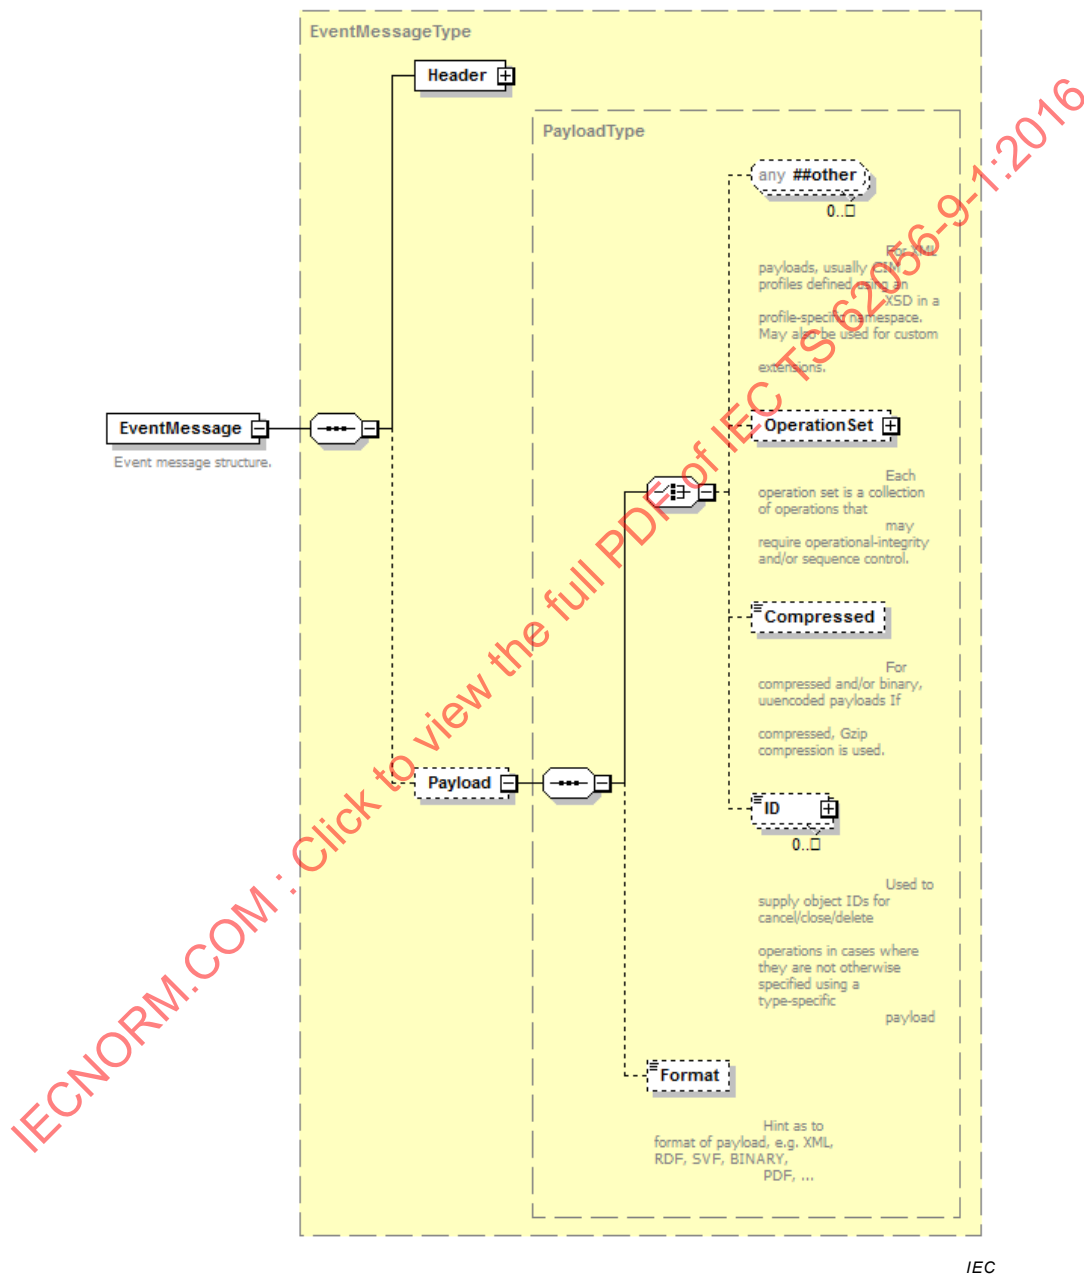 EventMessageType
Header
PayloadType
any ##other
0..□
For XML
payloads, usually CIM
profiles defined using an
XSD in a
profile-specific namespace.
May also be used for custom
extensions.
EventMessage
Event message structure.
OperationSet
Each
operation set is a collection
of operations that
may
require operational-integrity
and/or sequence control.
Compressed
For
compressed and/or binary,
uuencoded payloads If
compressed, Gzip
compression is used.
Payload
ID
0..□
Used to
supply object IDs for
cancel/close/delete
operations in cases where
they are not otherwise
specified using a
type-specific
payload
Format
Hint as to
format of payload, e.g. XML,
RDF, SVF, BINARY,
PDF, ...
IECNORM.COM : Click to view the full PDF of IEC TS 62056-9-1:2016
IEC